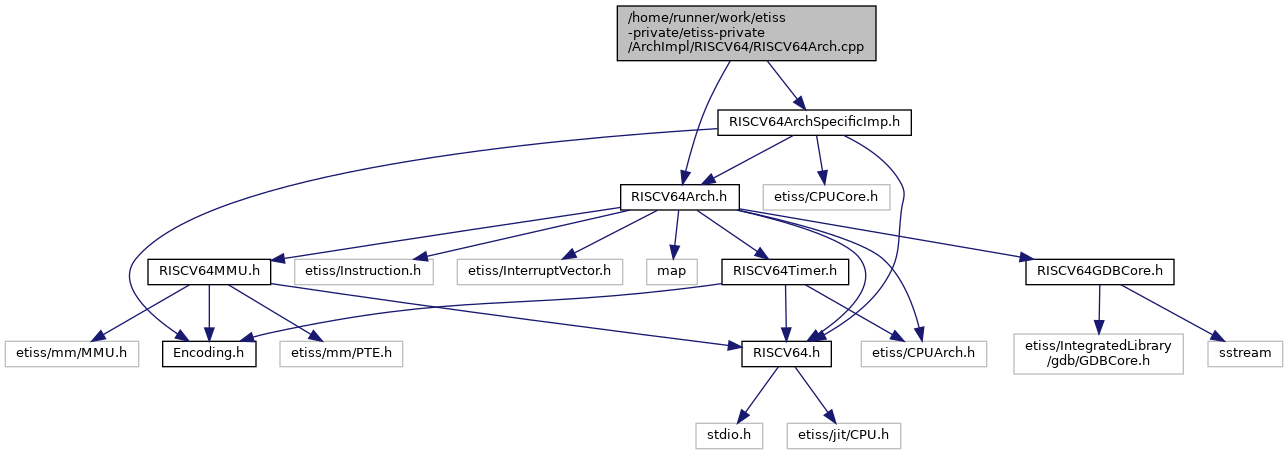 /home/runner/work/etiss
-private/etiss-private
/ArchImpl/RISCV64/RISCV64Arch.cpp
RISCV64ArchSpecificImp.h
RISCV64Arch.h
etiss/CPUCore.h
RISCV64MMU.h
etiss/Instruction.h
etiss/InterruptVector.h
map
RISCV64Timer.h
RISCV64GDBCore.h
etiss/mm/MMU.h
Encoding.h
etiss/mm/PTE.h
RISCV64.h
etiss/CPUArch.h
etiss/IntegratedLibrary
/gdb/GDBCore.h
sstream
stdio.h
etiss/jit/CPU.h